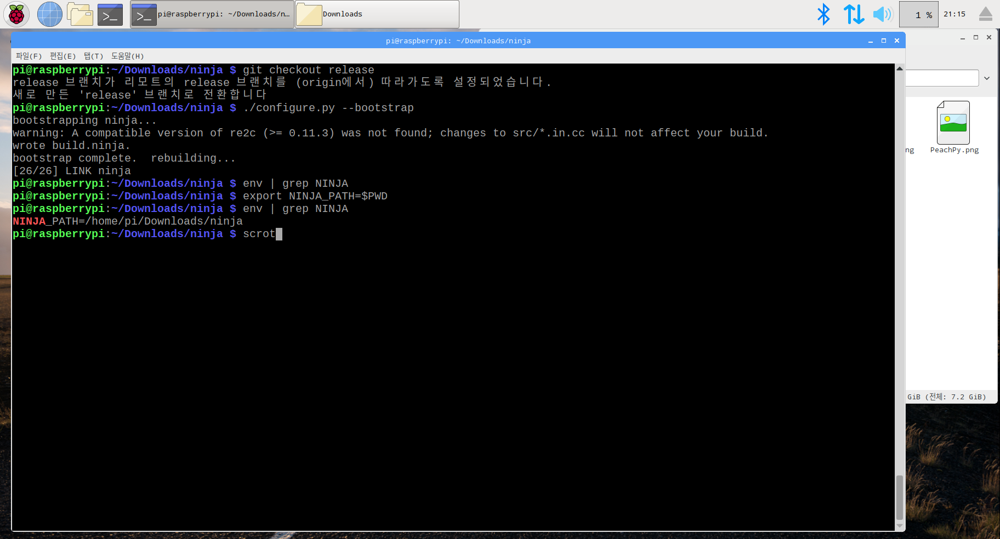 pi@raspberrypi: ~/Downloads/n...
Downloads
1 %
21:15
pi@raspberrypi: ~/Downloads/ninja
파일(F) 편집(E) 탭(T) 도움말(H)
pi@raspberrypi:~/Downloads/ninja $ git checkout release
release 브랜치가 리모트의 release 브랜치를 (origin에서) 따라가도록 설정되었습니다.
새로 만든 'release' 브랜치로 전환합니다
pi@raspberrypi:~/Downloads/ninja $ ./configure.py --bootstrap
bootstrapping ninja...
warning: A compatible version of re2c (>= 0.11.3) was not found; changes to src/*.in.cc will not affect your build.
wrote build.ninja.
bootstrap complete.  rebuilding...
[26/26] LINK ninja
pi@raspberrypi:~/Downloads/ninja $ env | grep NINJA
pi@raspberrypi:~/Downloads/ninja $ export NINJA_PATH=$PWD
pi@raspberrypi:~/Downloads/ninja $ env | grep NINJA
NINJA_PATH=/home/pi/Downloads/ninja
pi@raspberrypi:~/Downloads/ninja $ scrot
ng
PeachPy.png
GiB (전체: 7.2 GiB)